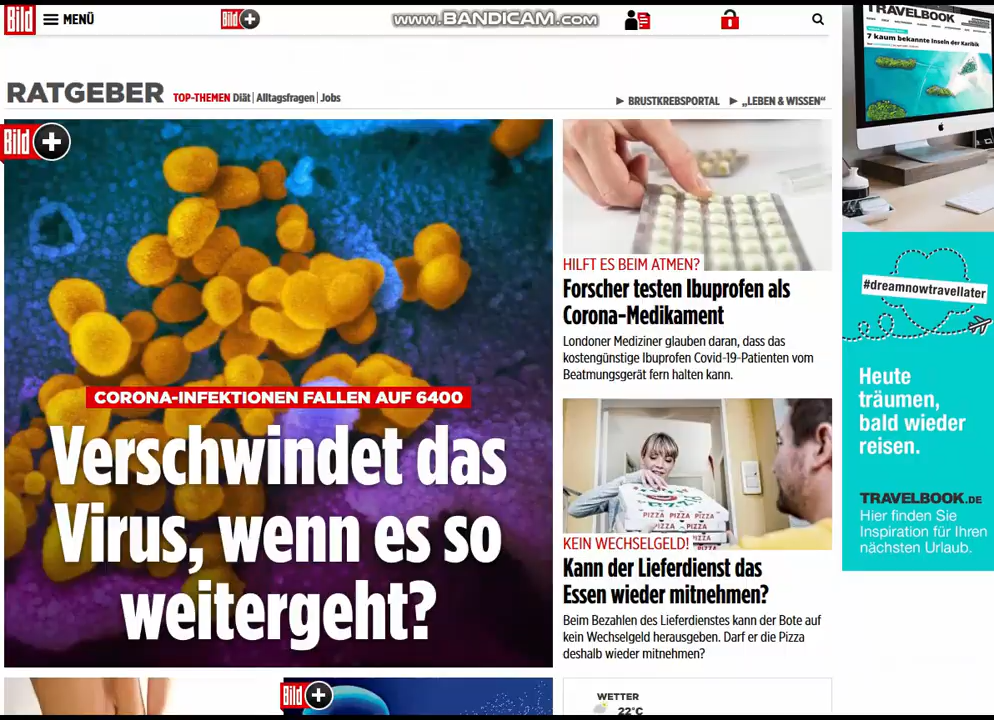 Bild
MENÜ
Bild+
www.BANDICAM.com
RATGEBER
TOP-THEMEN Diät| Alltagsfragen| Jobs
BRUSTKREBSPORTAL
„LEBEN & WISSEN“
Bild+
CORONA-INFEKTIONEN FALLEN AUF 6400
Verschwindet das
Virus, wenn es so
weitergeht?
HILFT ES BEIM ATMEN?
Forscher testen Ibuprofen als
Corona-Medikament
Londoner Mediziner glauben daran, dass das
kostengünstige Ibuprofen Covid-19-Patienten vom
Beatmungsgerät fern halten kann.
PIZZA PIZZA PIZZA
PIZZA PIZZA
PIZZA
KEIN WECHSELGELD!
Kann der Lieferdienst das
Essen wieder mitnehmen?
Beim Bezahlen des Lieferdienstes kann der Bote auf
kein Wechselgeld herausgeben. Darf er die Pizza
deshalb wieder mitnehmen?
Bild+
WETTER
22°C
TRAVELBOOK
7 kaum bekannte Inseln der Karibik
#dreamnowtravellater
Heute
träumen,
bald wieder
reisen.
TRAVELBOOK.DE
Hier finden Sie
Inspiration für Ihren
nächsten Urlaub.